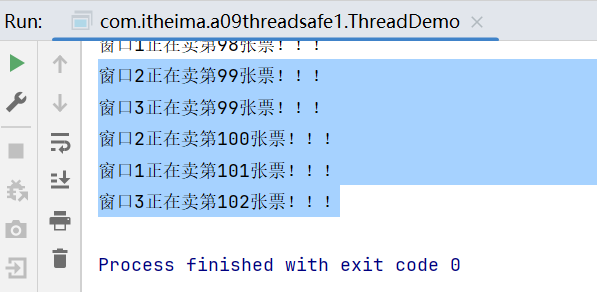 Run:
com.itheima.a09threadsafe1.ThreadDemo
窗口1正在卖第98张票!!!
窗口2正在卖第99张票!!!
窗口3正在卖第99张票!!!
窗口2正在卖第100张票!!!
窗口1正在卖第101张票!!!
窗口3正在卖第102张票!!!
Process finished with exit code 0